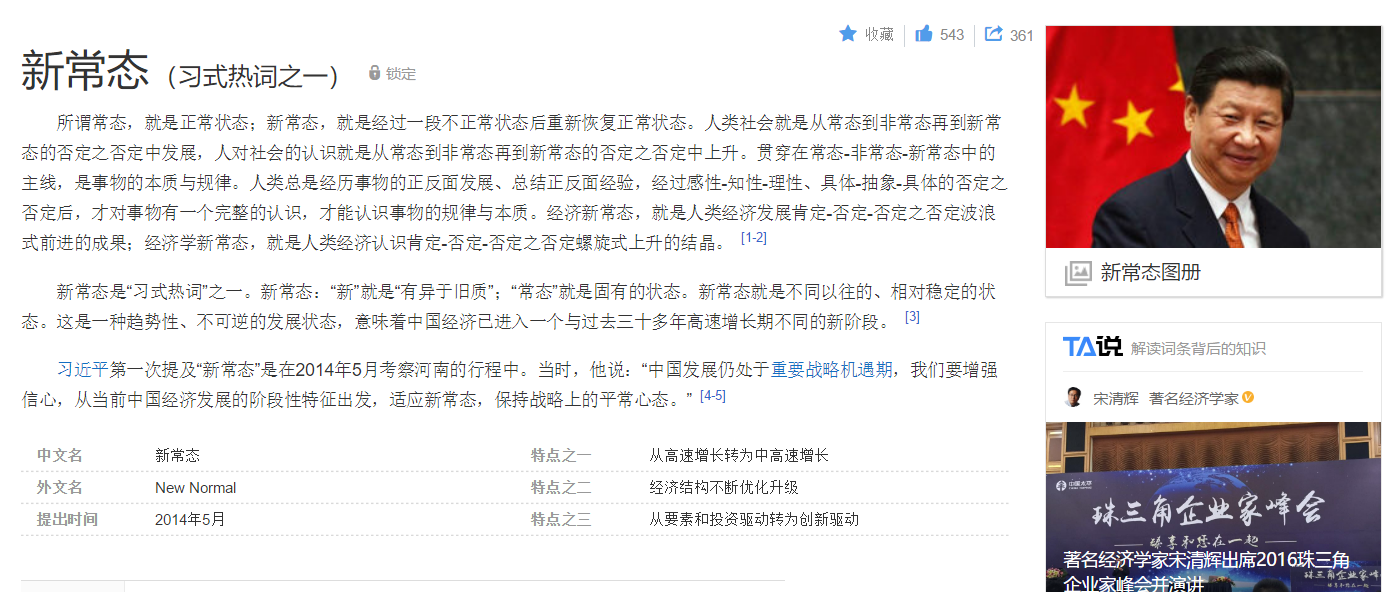 收藏 543 361
新常态（习式热词之一） 锁定
所谓常态，就是正常状态；新常态，就是经过一段不正常状态后重新恢复正常状态。人类社会就是从常态到非常态再到新常
态的否定之否定中发展，人对社会的认识就是从常态到非常态再到新常态的否定之否定中上升。贯穿在常态-非常态-新常态中的
主线，是事物的本质与规律。人类总是经历事物的正反面发展、总结正反面经验，经过感性-知性-理性、具体-抽象-具体的否定之
否定后，才对事物有一个完整的认识，才能认识事物的规律与本质。经济新常态，就是人类经济发展肯定-否定-否定之否定波浪
式前进的成果；经济学新常态，就是人类经济认识肯定-否定-否定之否定螺旋式上升的结晶。 [1-2]
新常态是“习式热词”之一。新常态：“新”就是“有异于旧质”；“常态”就是固有的状态。新常态就是不同以往的、相对稳定的状
态。这是一种趋势性、不可逆的发展状态，意味着中国经济已进入一个与过去三十多年高速增长期不同的新阶段。 [3]
习近平第一次提及“新常态”是在2014年5月考察河南的行程中。当时，他说：“中国发展仍处于重要战略机遇期，我们要增强
信心，从当前中国经济发展的阶段性特征出发，适应新常态，保持战略上的平常心态。” [4-5]
中文名 新常态 特点之一 从高速增长转为中高速增长
外文名 New Normal 特点之二 经济结构不断优化升级
提出时间 2014年5月 特点之三 从要素和投资驱动转为创新驱动
新常态图册
TA说 解读词条背后的知识
宋清辉 著名经济学家
中国太平
珠三角企业家峰会
臻享和您在一起
著名经济学家宋清辉出席2016珠三角
企业家峰会并演讲